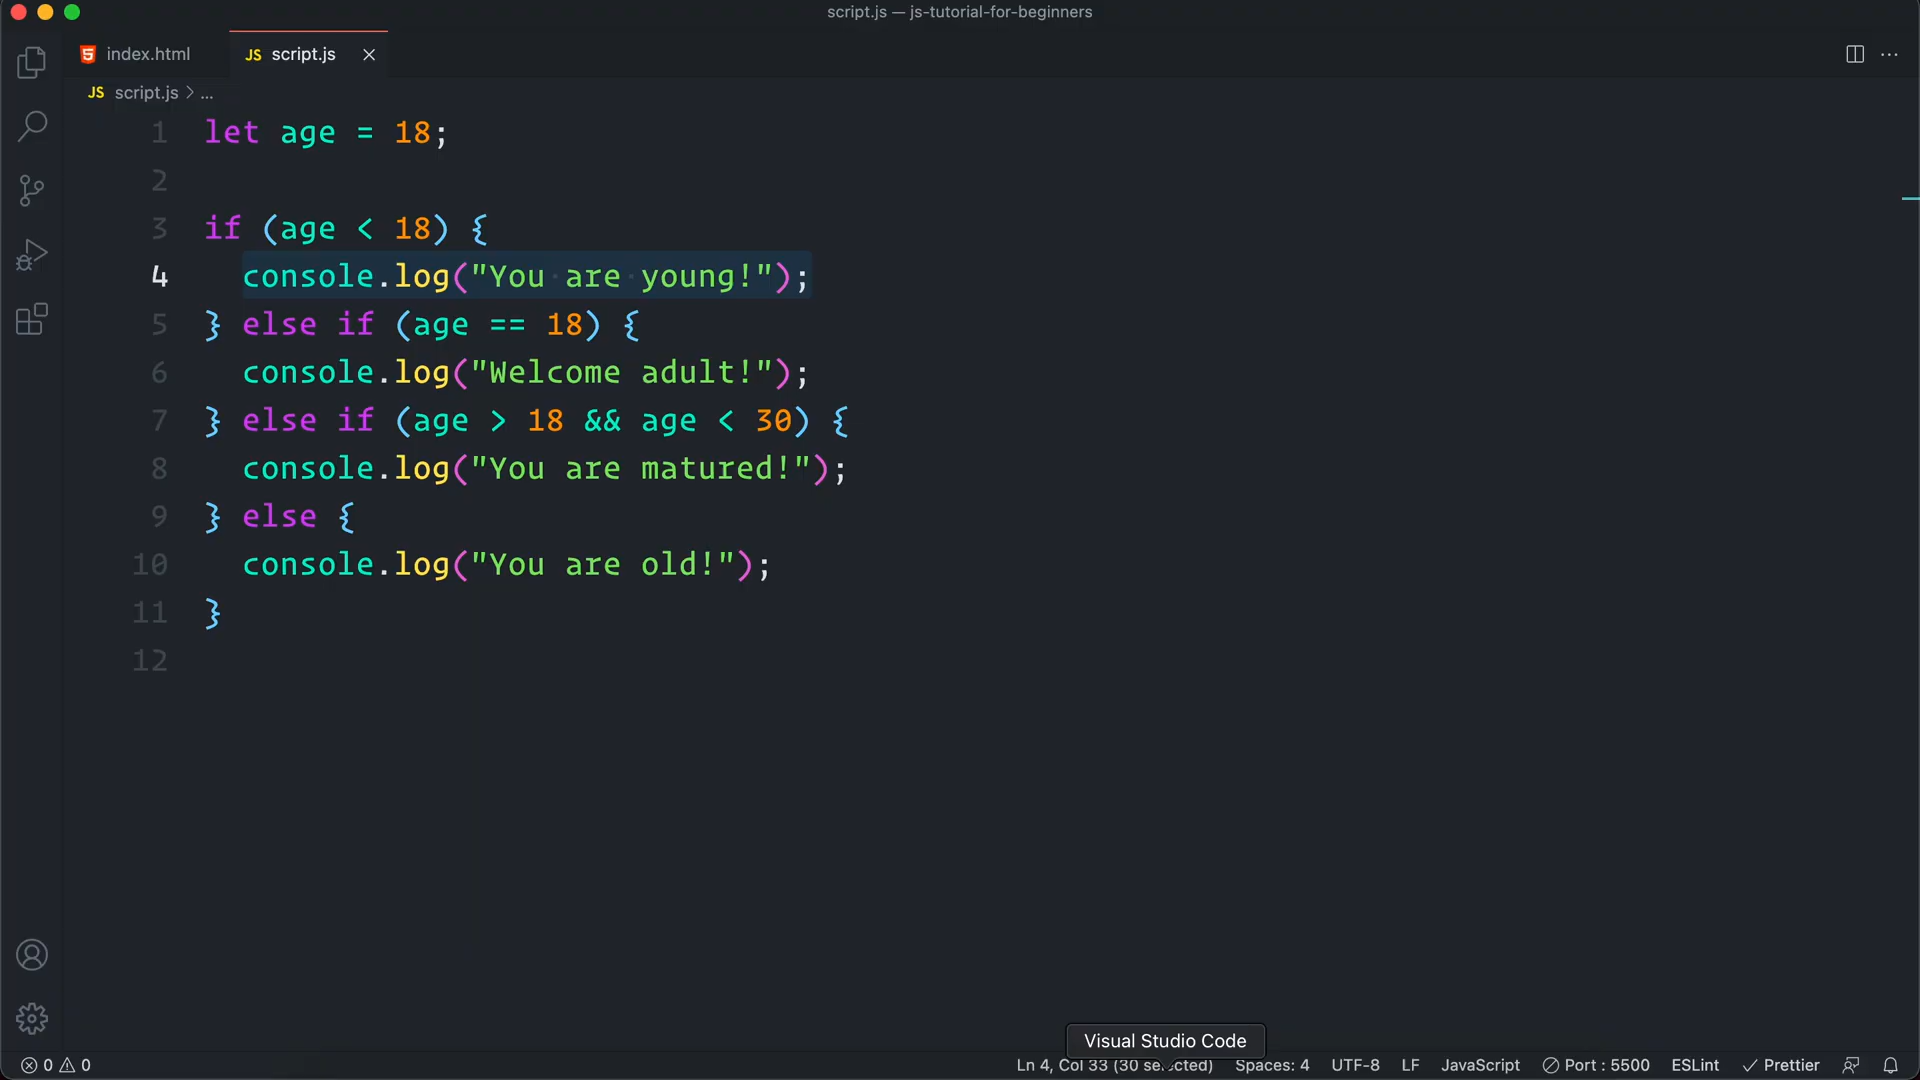 script.js — js-tutorial-for-beginners
index.html
JS script.js
JS script.js > ...
1 let age = 18;
2
3 if (age < 18) {
4 console.log("You are young!");
5 } else if (age == 18) {
6 console.log("Welcome adult!");
7 } else if (age > 18 && age < 30) {
8 console.log("You are matured!");
9 } else {
10 console.log("You are old!");
11 }
12
Visual Studio Code
0 0 Ln 4, Col 33 (30 selected) Spaces: 4 UTF-8 LF JavaScript Port : 5500 ESLint Prettier